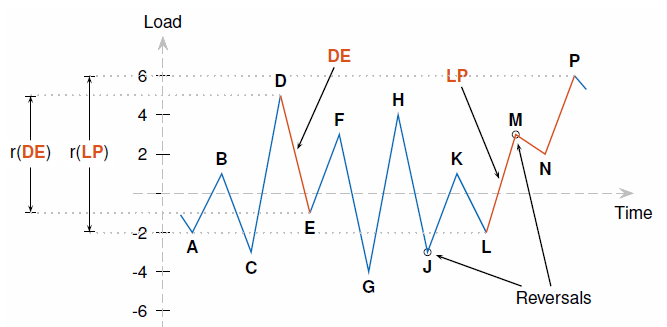 Load
DE
P
6
LP
D
4
H
F
M
r(DE) r(LP)
2
B
K
N
Time
-2
E
A
L
C
J
-4
G
Reversals
-6